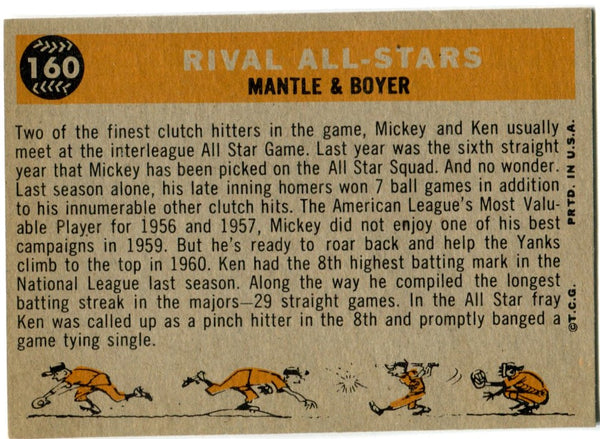 160
RIVAL ALL-STARS
MANTLE & BOYER
Two of the finest clutch hitters in the game, Mickey and Ken usually
meet at the interleague All Star Game. Last year was the sixth straight
year that Mickey has been picked on the All Star Squad. And no wonder.
Last season alone, his late inning homers won 7 ball games in addition
to his innumerable other clutch hits. The American League's Most Valu-
able Player for 1956 and 1957, Mickey did not enjoy one of his best
campaigns in 1959. But he's ready to roar back and help the Yanks
climb to the top in 1960. Ken had the 8th highest batting mark in the
National League last season. Along the way he compiled the longest
batting streak in the majors—29 straight games. In the All Star fray
Ken was called up as a pinch hitter in the 8th and promptly banged a
game tying single.
©T.C.G. PRTD. IN U.S.A.